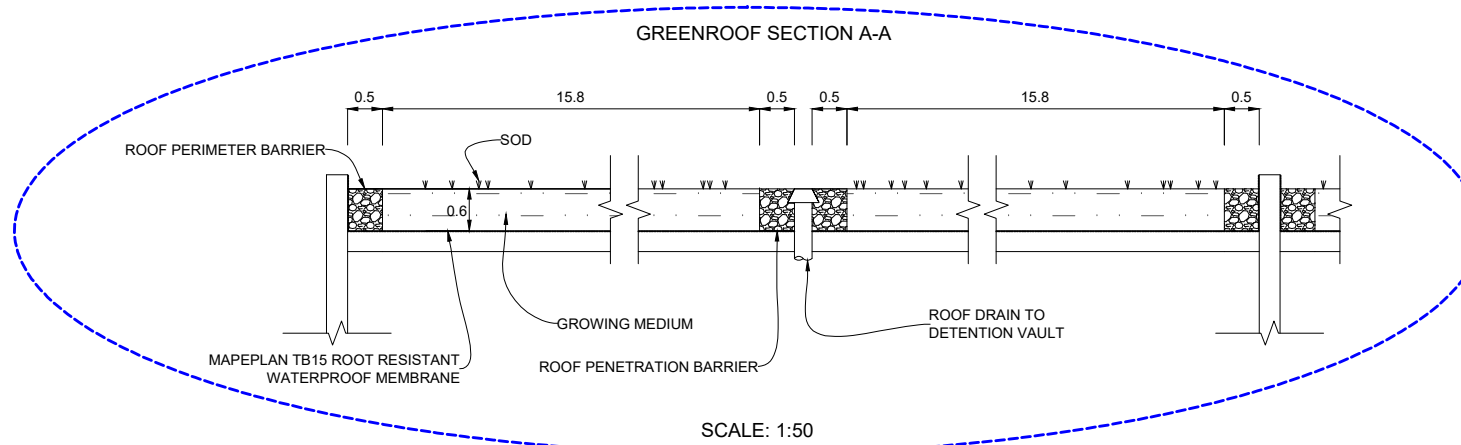 GREENROOF SECTION A-A
0.5
15.8
0.5
0.5
15.8
0.5
SOD
ROOF PERIMETER BARRIER
0.6
GROWING MEDIUM
ROOF DRAIN TO
DETENTION VAULT
MAPEPLAN TB15 ROOT RESISTANT
WATERPROOF MEMBRANE
ROOF PENETRATION BARRIER
SCALE: 1:50